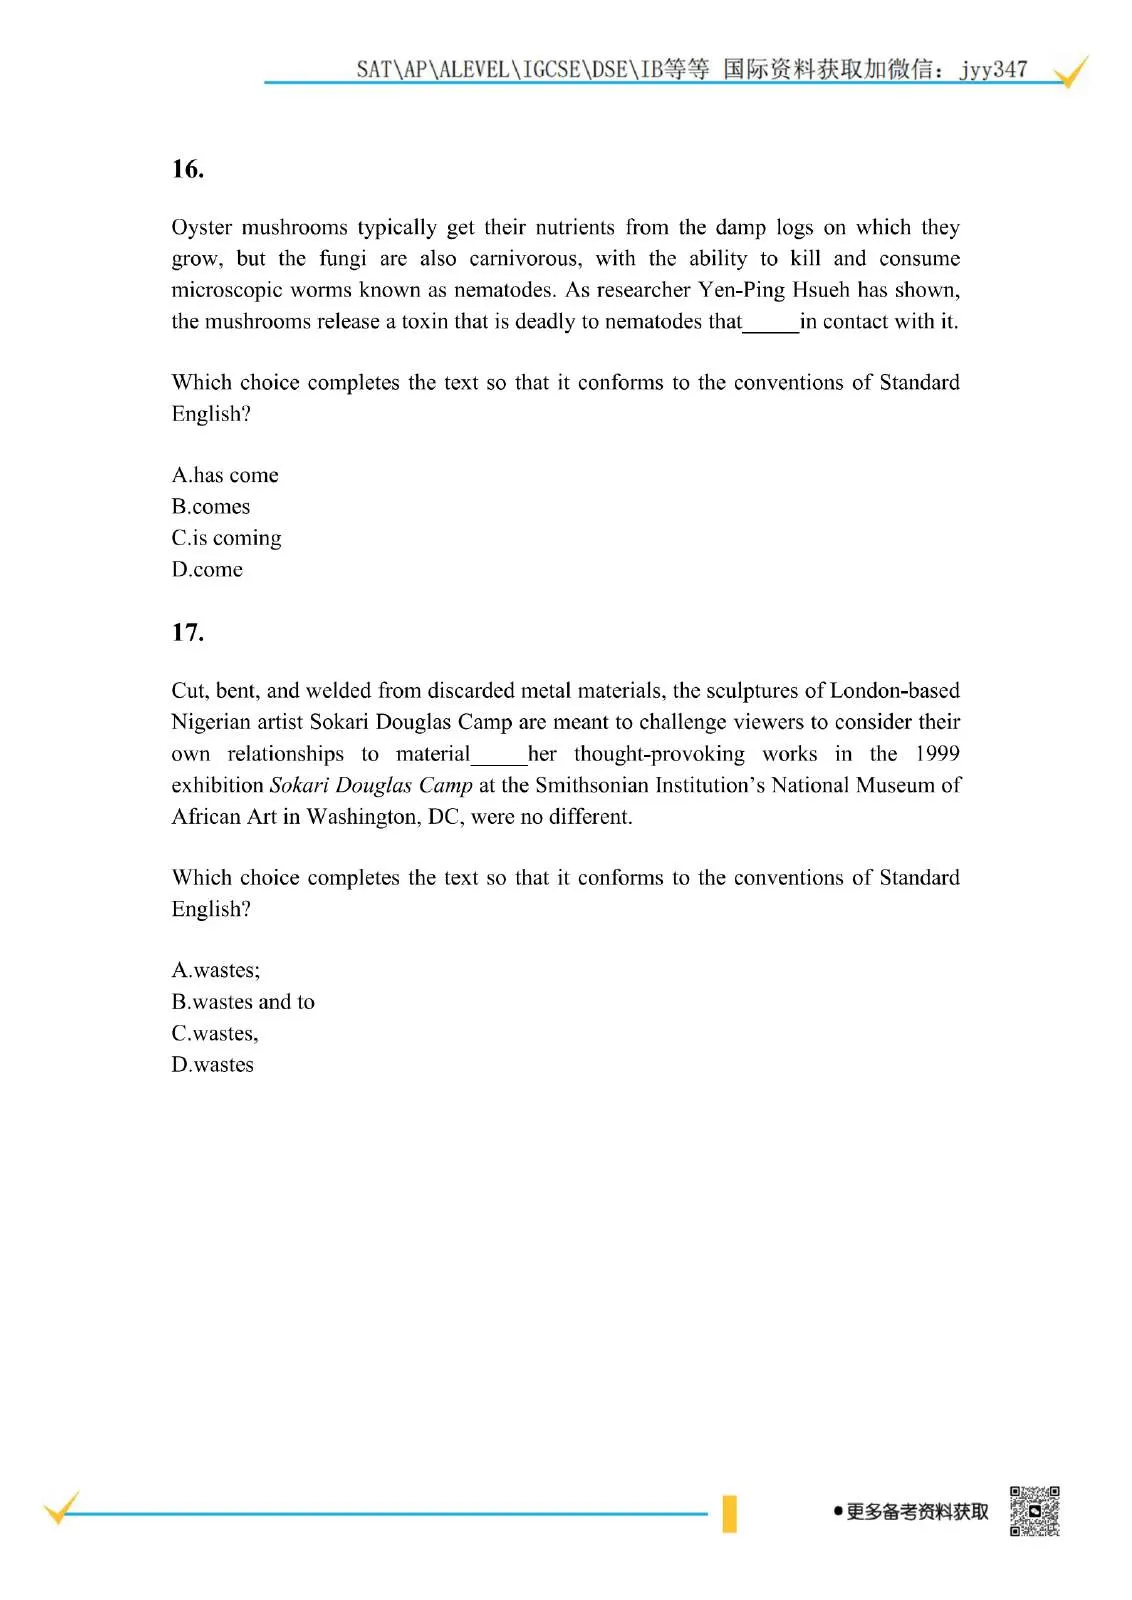 SAT\AP\ALEVEL\IGCSE\DSE\IB等等 国际资料获取加微信：jyy347
16.
Oyster mushrooms typically get their nutrients from the damp logs on which they
grow, but the fungi are also carnivorous, with the ability to kill and consume
microscopic worms known as nematodes. As researcher Yen-Ping Hsueh has shown,
the mushrooms release a toxin that is deadly to nematodes that_____in contact with it.
Which choice completes the text so that it conforms to the conventions of Standard
English?
A.has come
B.comes
C.is coming
D.come
17.
Cut, bent, and welded from discarded metal materials, the sculptures of London-based
Nigerian artist Sokari Douglas Camp are meant to challenge viewers to consider their
own relationships to material_____her thought-provoking works in the 1999
exhibition Sokari Douglas Camp at the Smithsonian Institution’s National Museum of
African Art in Washington, DC, were no different.
Which choice completes the text so that it conforms to the conventions of Standard
English?
A.wastes;
B.wastes and to
C.wastes,
D.wastes
•更多备考资料获取